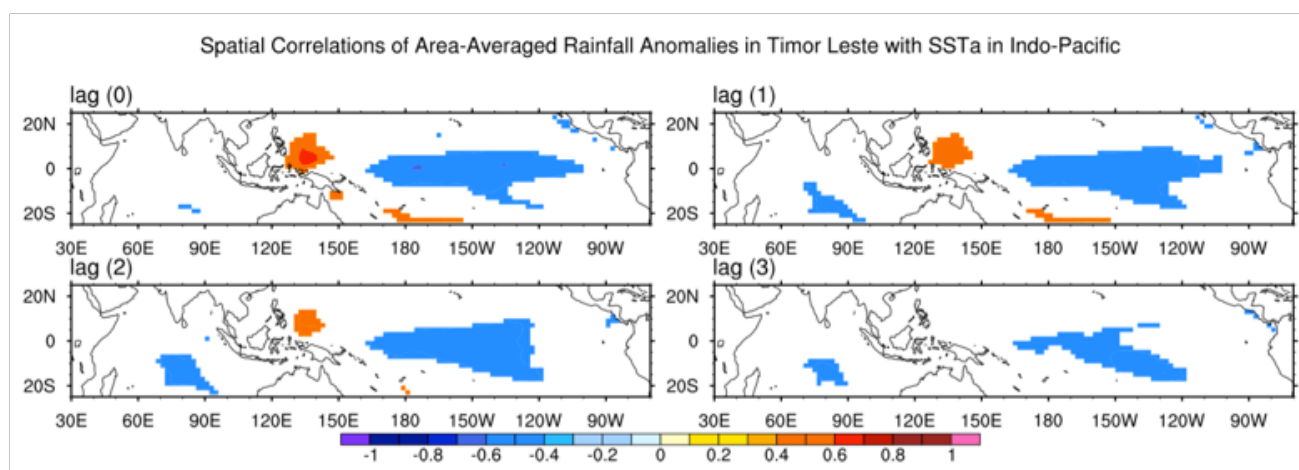 Spatial Correlations of Area-Averaged Rainfall Anomalies in Timor Leste with SSTa in Indo-Pacific
lag (0)
20N
0
20S
30E 60E 90E 120E 150E 180 150W 120W 90W
lag (1)
20N
0
20S
30E 60E 90E 120E 150E 180 150W 120W 90W
lag (2)
20N
0
20S
30E 60E 90E 120E 150E 180 150W 120W 90W
lag (3)
20N
0
20S
30E 60E 90E 120E 150E 180 150W 120W 90W
-1 -0.8 -0.6 -0.4 -0.2 0 0.2 0.4 0.6 0.8 1